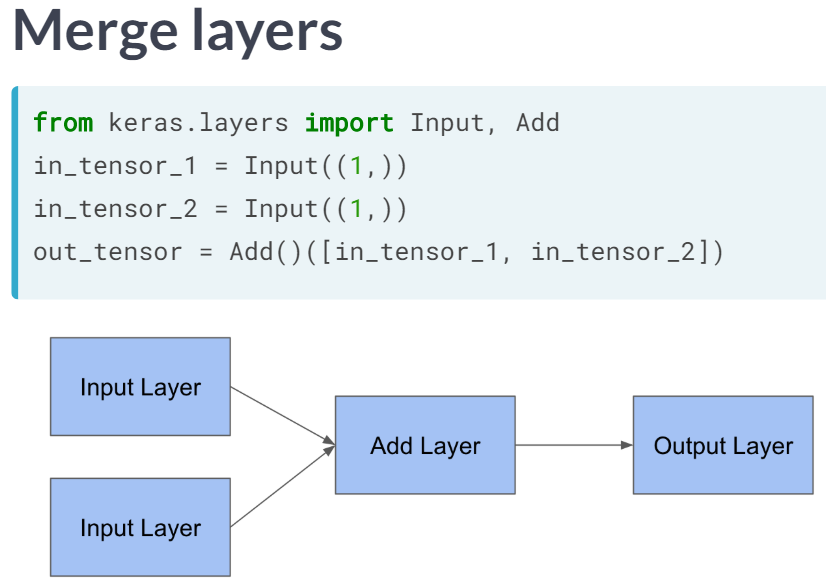 Merge layers
from keras.layers import Input, Add
in_tensor_1 = Input((1,))
in_tensor_2 = Input((1,))
out_tensor = Add()([in_tensor_1, in_tensor_2])
Input Layer
Add Layer
Output Layer
Input Layer